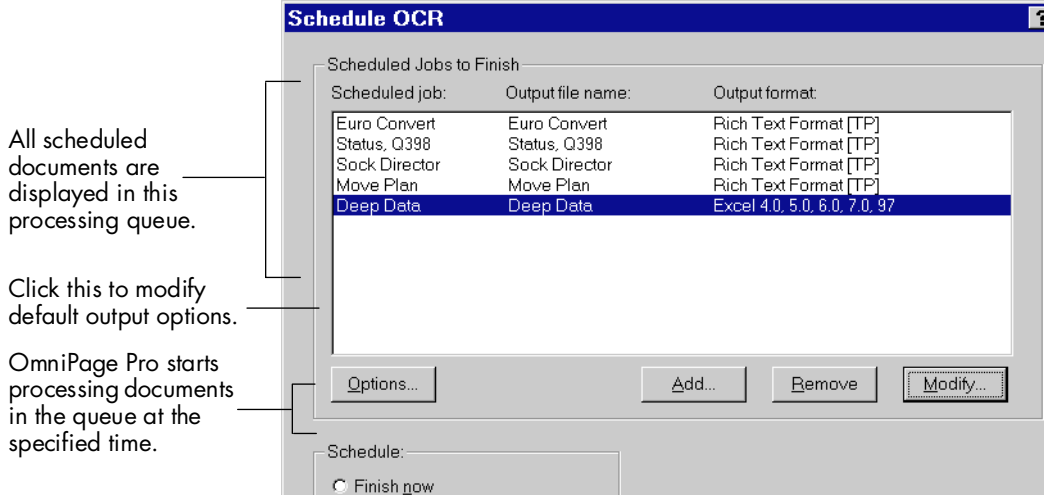 Schedule OCR
?
Scheduled Jobs to Finish
Scheduled job: Output file name: Output format:
Euro Convert Euro Convert Rich Text Format [TP]
Status, Q398 Status, Q398 Rich Text Format [TP]
Sock Director Sock Director Rich Text Format [TP]
Move Plan Move Plan Rich Text Format [TP]
Deep Data Deep Data Excel 4.0, 5.0, 6.0, 7.0, 97
All scheduled
documents are
displayed in this
processing queue.
Click this to modify
default output options.
OmniPage Pro starts
processing documents
in the queue at the
specified time.
Options... Add... Remove Modify...
Schedule:
Finish now